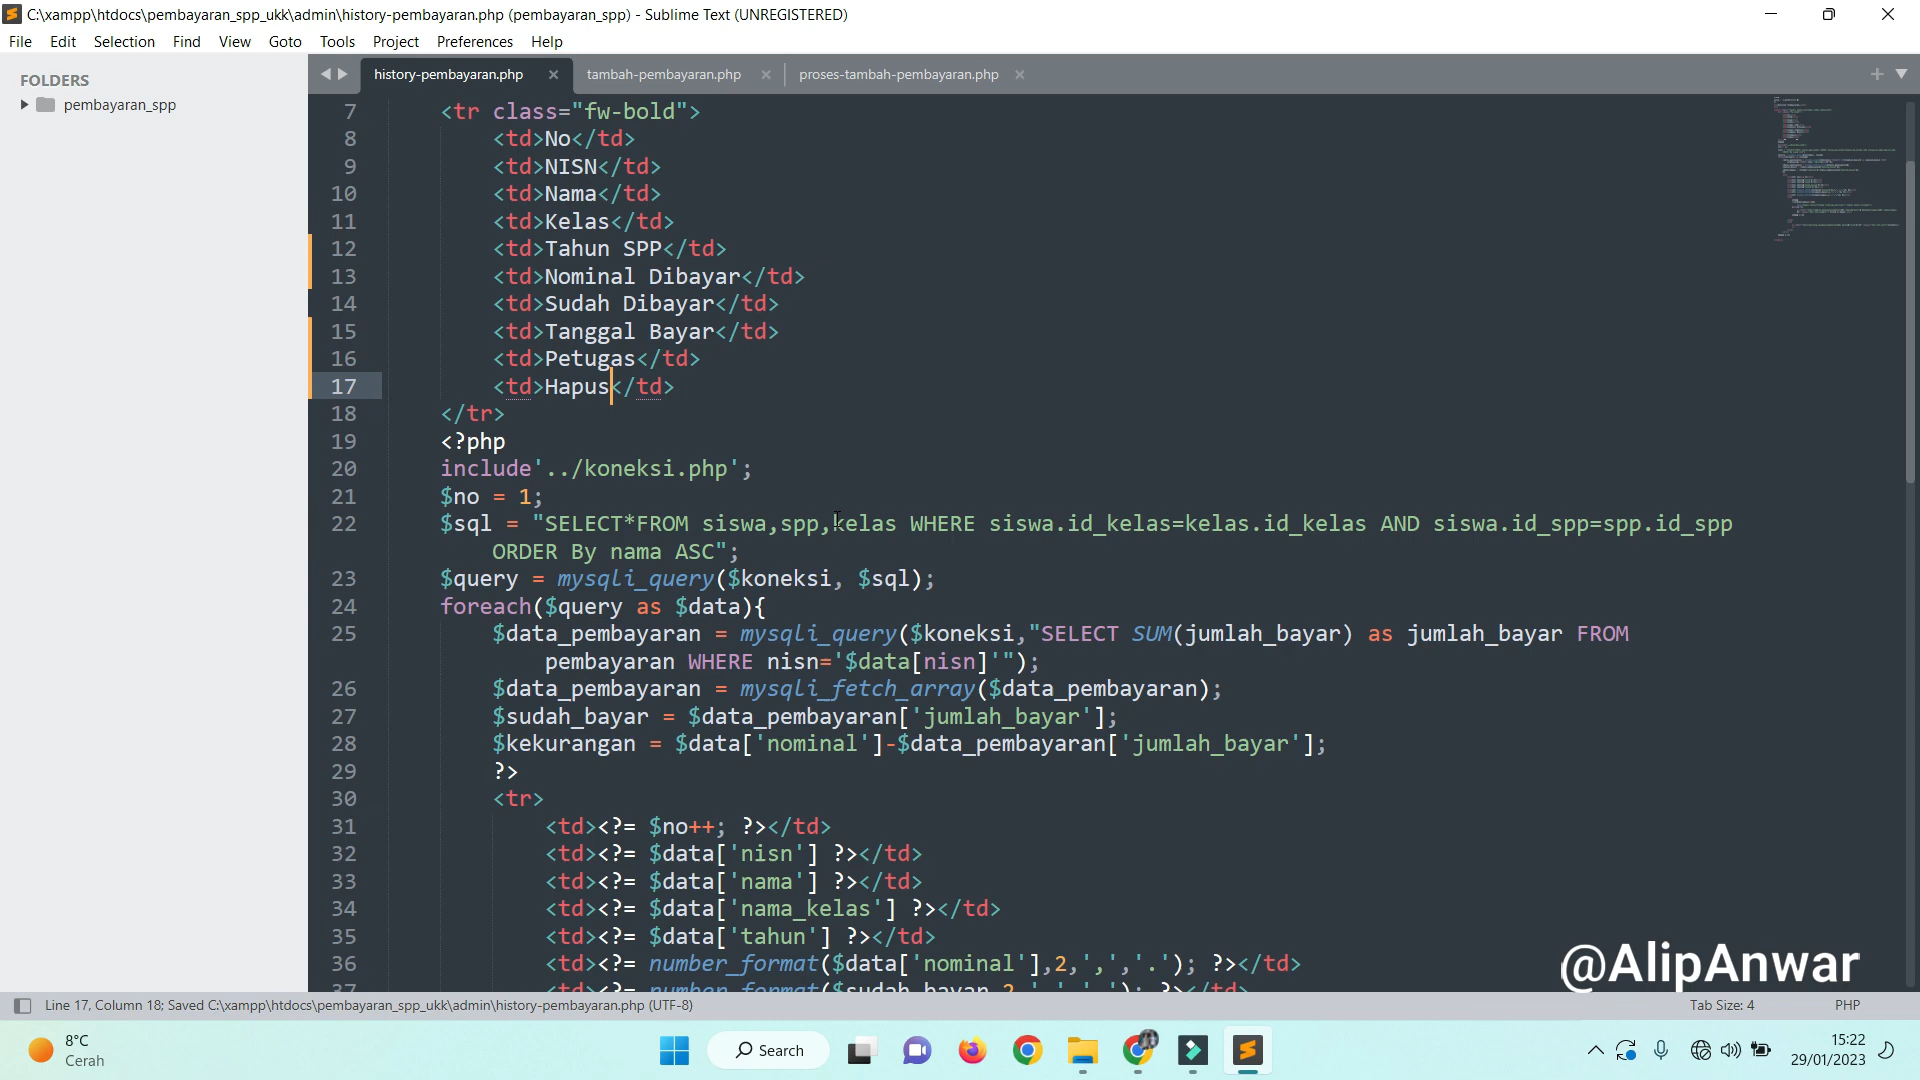 C:\xampp\htdocs\pembayaran_spp_ukk\admin\history-pembayaran.php (pembayaran_spp) - Sublime Text (UNREGISTERED)
File Edit Selection Find View Goto Tools Project Preferences Help
FOLDERS
pembayaran_spp
history-pembayaran.php tambah-pembayaran.php proses-tambah-pembayaran.php
7 <tr class="fw-bold">
8 <td>No</td>
9 <td>NISN</td>
10 <td>Nama</td>
11 <td>Kelas</td>
12 <td>Tahun SPP</td>
13 <td>Nominal Dibayar</td>
14 <td>Sudah Dibayar</td>
15 <td>Tanggal Bayar</td>
16 <td>Petugas</td>
17 <td>Hapus</td>
18 </tr>
19 <?php
20 include'../koneksi.php';
21 $no = 1;
22 $sql = "SELECT*FROM siswa,spp,kelas WHERE siswa.id_kelas=kelas.id_kelas AND siswa.id_spp=spp.id_spp
ORDER By nama ASC";
23 $query = mysqli_query($koneksi, $sql);
24 foreach($query as $data){
25 $data_pembayaran = mysqli_query($koneksi,"SELECT SUM(jumlah_bayar) as jumlah_bayar FROM
pembayaran WHERE nisn='$data[nisn]'");
26 $data_pembayaran = mysqli_fetch_array($data_pembayaran);
27 $sudah_bayar = $data_pembayaran['jumlah_bayar'];
28 $kekurangan = $data['nominal']-$data_pembayaran['jumlah_bayar'];
29 ?>
30 <tr>
31 <td><?= $no++; ?></td>
32 <td><?= $data['nisn'] ?></td>
33 <td><?= $data['nama'] ?></td>
34 <td><?= $data['nama_kelas'] ?></td>
35 <td><?= $data['tahun'] ?></td>
36 <td><?= number_format($data['nominal'],2,',','.'); ?></td>
37 <td><?= number_format($sudah_bayar,2,',','.'); ?></td>
@AlipAnwar
Line 17, Column 18; Saved C:\xampp\htdocs\pembayaran_spp_ukk\admin\history-pembayaran.php (UTF-8) Tab Size: 4 PHP
8°C
Cerah
Search
15:22
29/01/2023